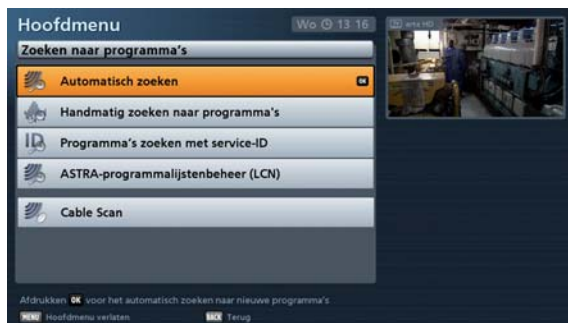 Hoofdmenu
Wo 13 16
arte HD
Zoeken naar programma's
Automatisch zoeken OK
Handmatig zoeken naar programma's
ID Programma's zoeken met service-ID
ASTRA-programmalijstenbeheer (LCN)
Cable Scan
Afdrukken OK voor het automatisch zoeken naar nieuwe programma's
MENU Hoofdmenu verlaten BACK Terug